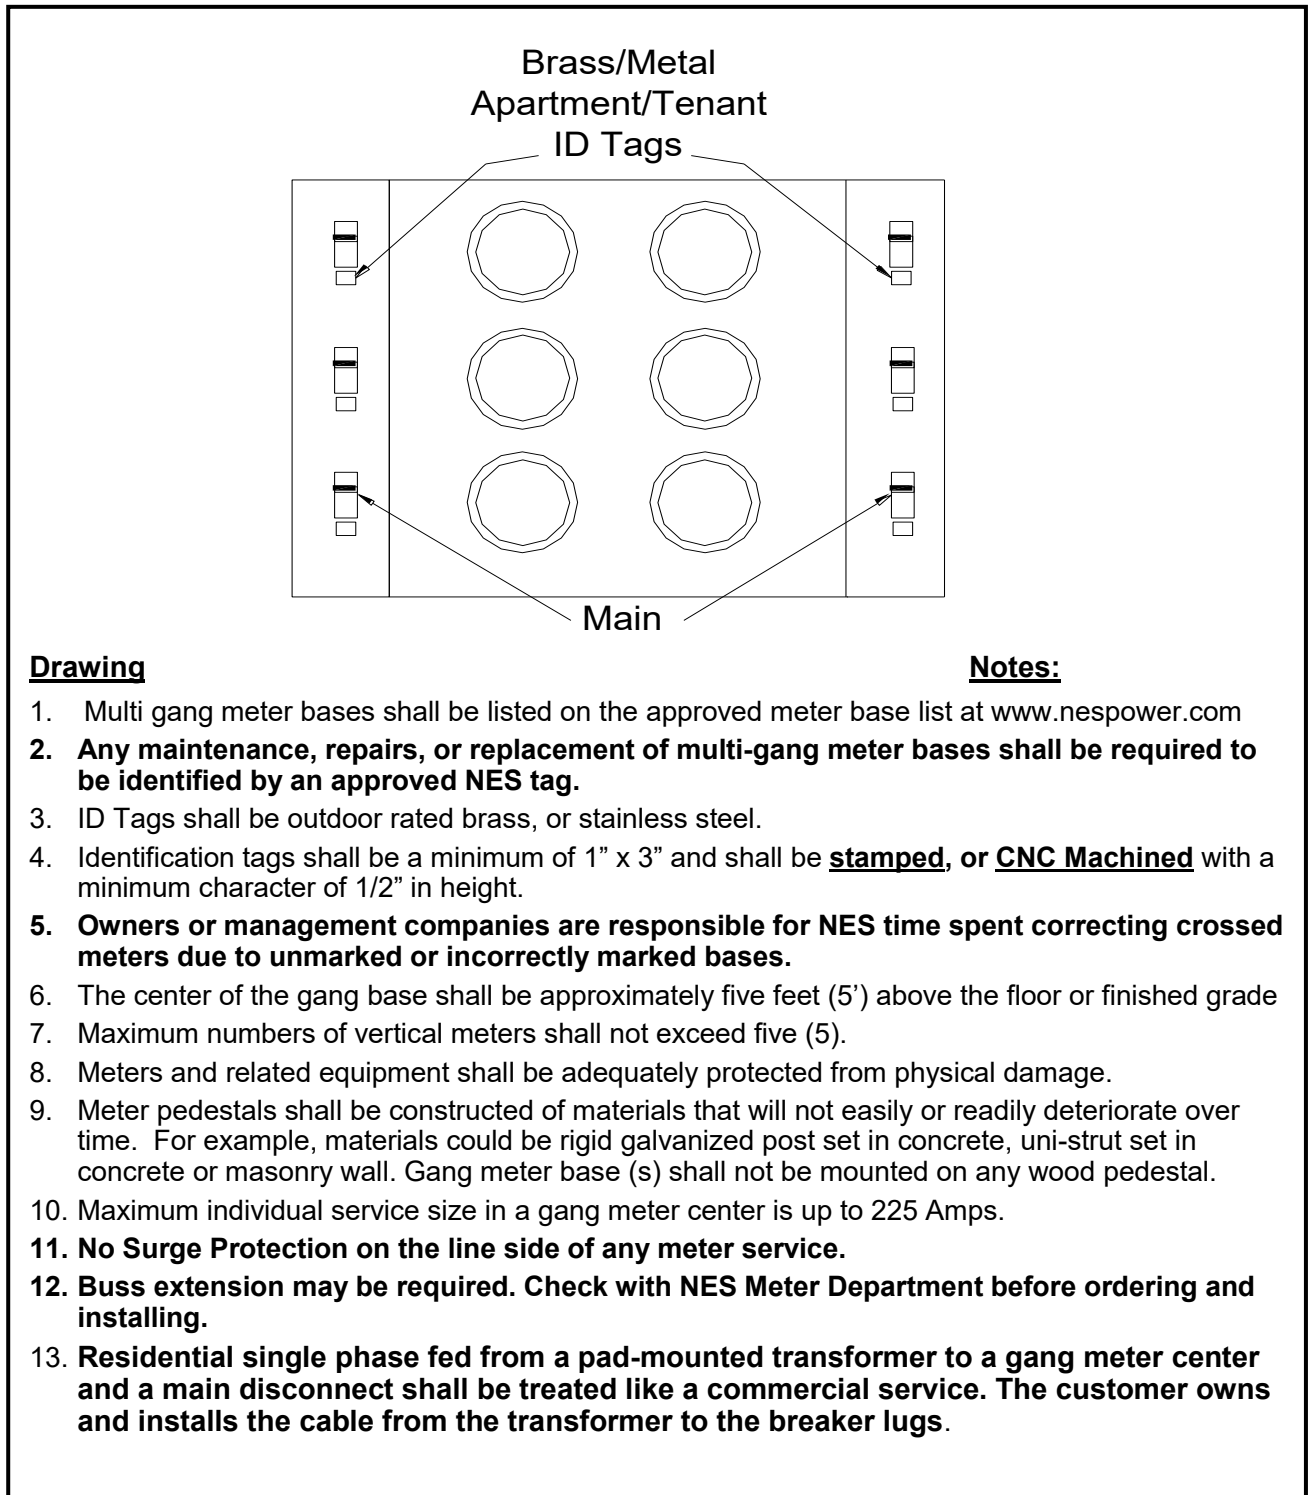 Brass/Metal
Apartment/Tenant
ID Tags
Main
Drawing Notes:
1. Multi gang meter bases shall be listed on the approved meter base list at www.nespower.com
2. Any maintenance, repairs, or replacement of multi-gang meter bases shall be required to
be identified by an approved NES tag.
3. ID Tags shall be outdoor rated brass, or stainless steel.
4. Identification tags shall be a minimum of 1” x 3” and shall be stamped, or CNC Machined with a
minimum character of 1/2” in height.
5. Owners or management companies are responsible for NES time spent correcting crossed
meters due to unmarked or incorrectly marked bases.
6. The center of the gang base shall be approximately five feet (5’) above the floor or finished grade
7. Maximum numbers of vertical meters shall not exceed five (5).
8. Meters and related equipment shall be adequately protected from physical damage.
9. Meter pedestals shall be constructed of materials that will not easily or readily deteriorate over
time. For example, materials could be rigid galvanized post set in concrete, uni-strut set in
concrete or masonry wall. Gang meter base (s) shall not be mounted on any wood pedestal.
10. Maximum individual service size in a gang meter center is up to 225 Amps.
11. No Surge Protection on the line side of any meter service.
12. Buss extension may be required. Check with NES Meter Department before ordering and
installing.
13. Residential single phase fed from a pad-mounted transformer to a gang meter center
and a main disconnect shall be treated like a commercial service. The customer owns
and installs the cable from the transformer to the breaker lugs.